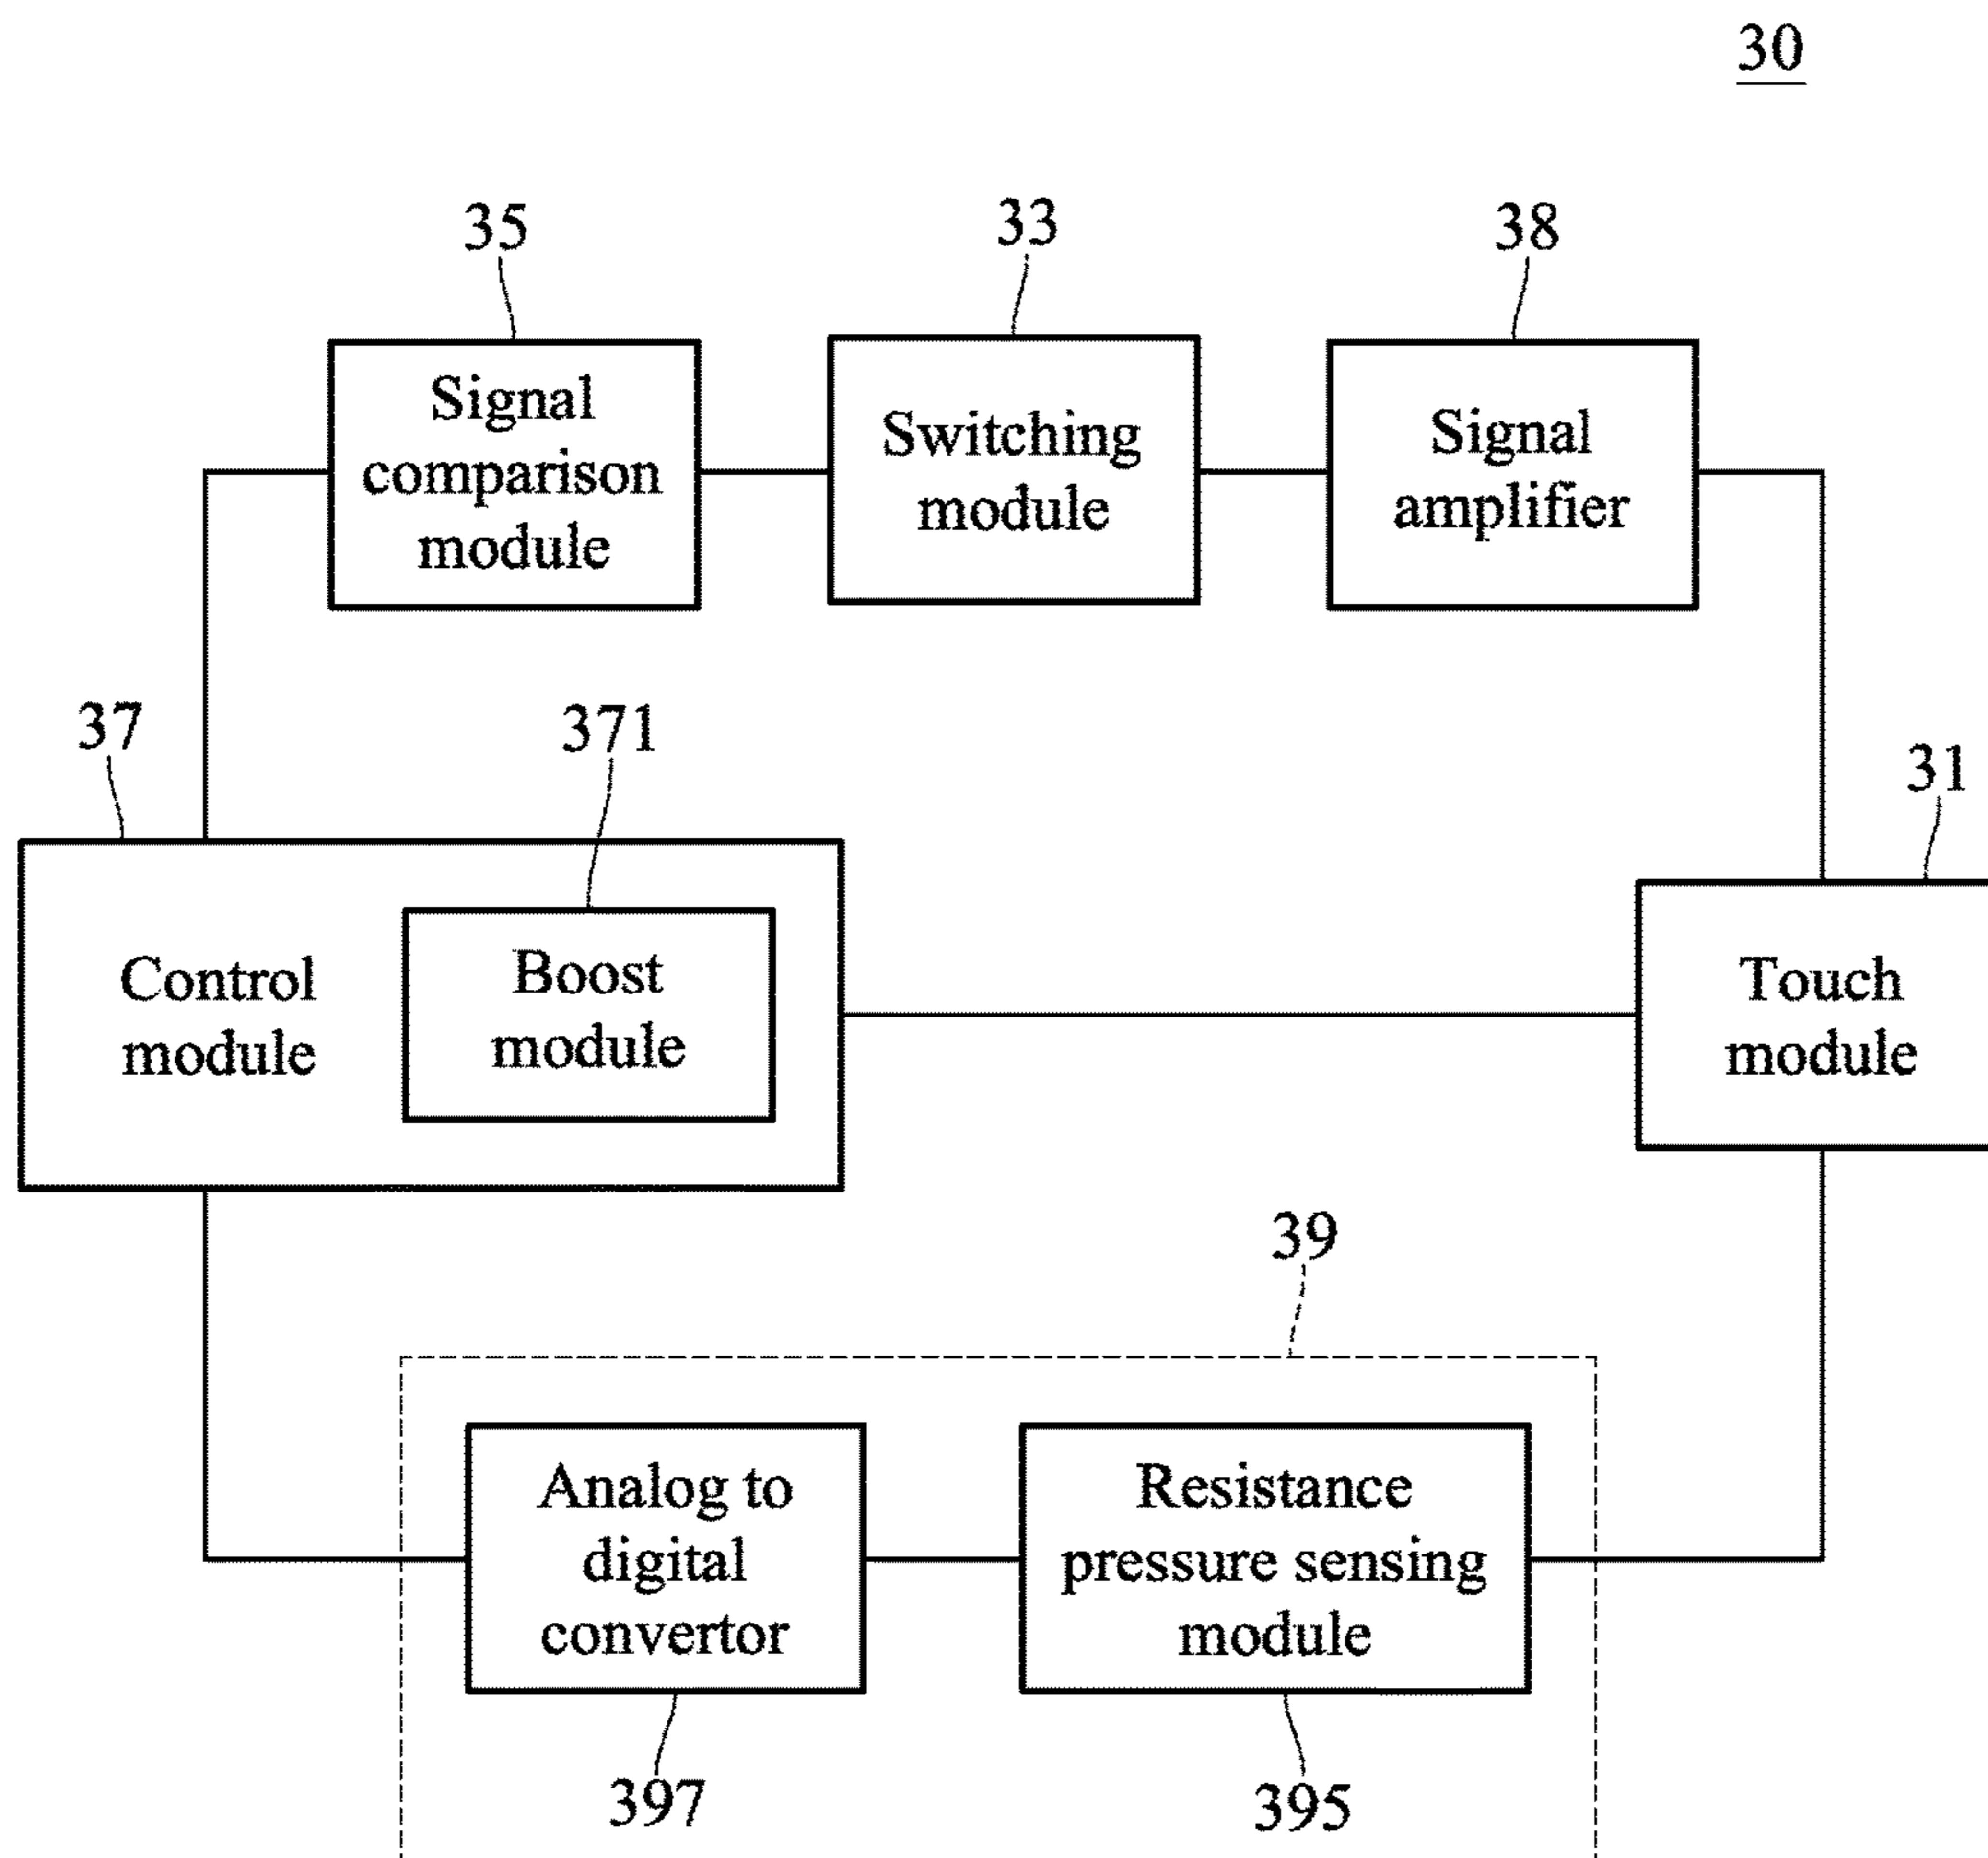 30
35
33
38
Signal
comparison
module
Switching
module
Signal
amplifier
37
371
31
Control
module
Boost
module
Touch
module
39
Analog to
digital
convertor
Resistance
pressure sensing
module
397
395